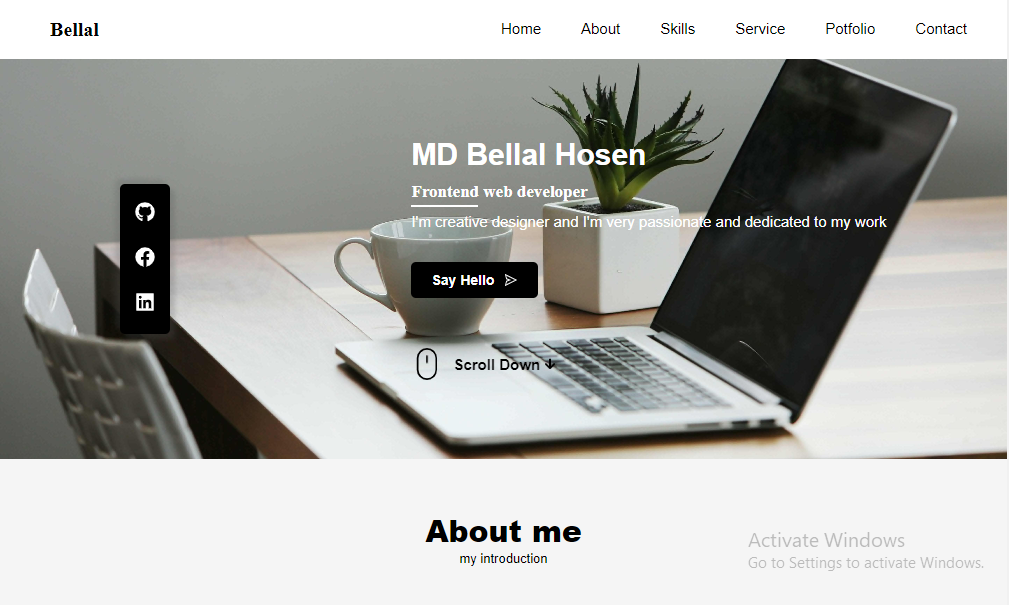 Bellal
Home About Skills Service Potfolio Contact
MD Bellal Hosen
Frontend web developer
I'm creative designer and I'm very passionate and dedicated to my work
Say Hello
Scroll Down
About me
my introduction
Activate Windows
Go to Settings to activate Windows.